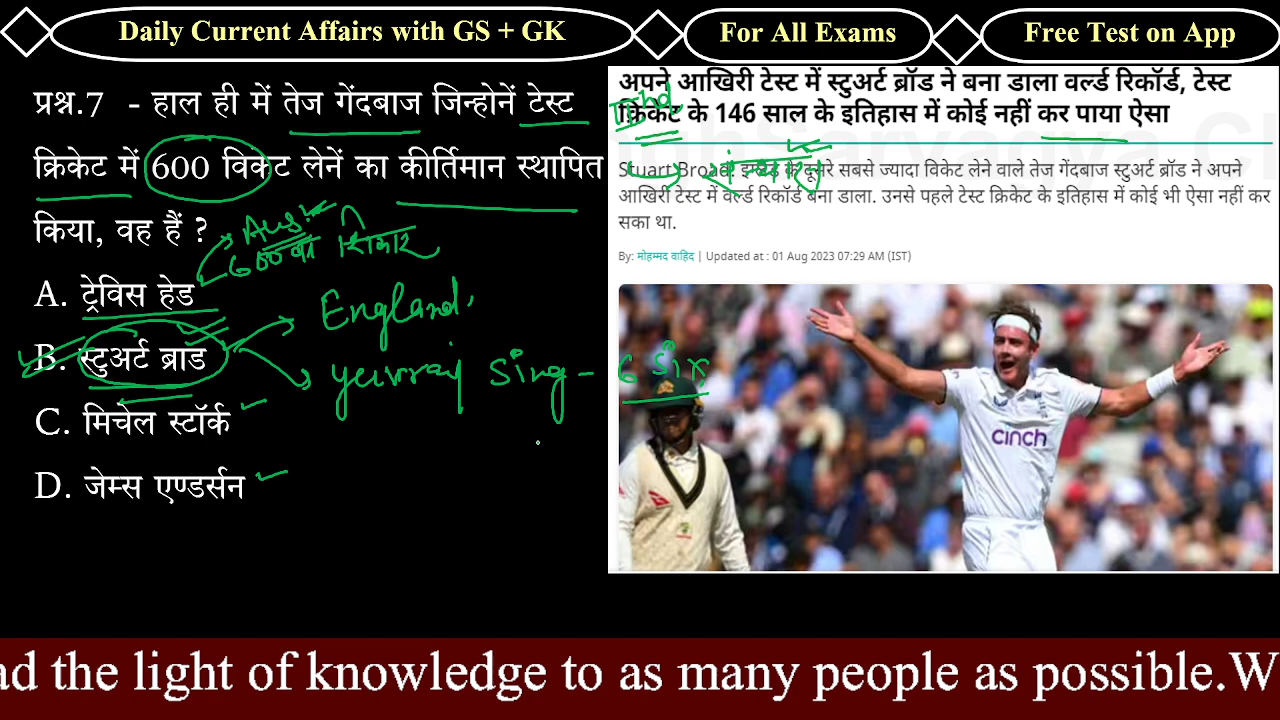 Daily Current Affairs with GS + GK
For All Exams
Free Test on App
प्रश्न.7 - हाल ही में तेज गेंदबाज जिन्होनें टेस्ट
क्रिकेट में 600 विकेट लेनें का कीर्तिमान स्थापित
किया, वह हैं ?
Aus.
600 वा शिकार
A. ट्रेविस हेड
England.
B. स्टुअर्ट ब्राड
yuvraj Sing - 6 six
C. मिचेल स्टॉर्क
D. जेम्स एण्डर्सन
अपने आखिरी टेस्ट में स्टुअर्ट ब्रॉड ने बना डाला वर्ल्ड रिकॉर्ड, टेस्ट
क्रिकेट के 146 साल के इतिहास में कोई नहीं कर पाया ऐसा
Stuart Broad: इंग्लैंड के दूसरे सबसे ज्यादा विकेट लेने वाले तेज गेंदबाज स्टुअर्ट ब्रॉड ने अपने
आखिरी टेस्ट में वर्ल्ड रिकॉर्ड बना डाला. उनसे पहले टेस्ट क्रिकेट के इतिहास में कोई भी ऐसा नहीं कर
सका था.
By: मोहम्मद वाहिद | Updated at : 01 Aug 2023 07:29 AM (IST)
cinch
ad the light of knowledge to as many people as possible.W